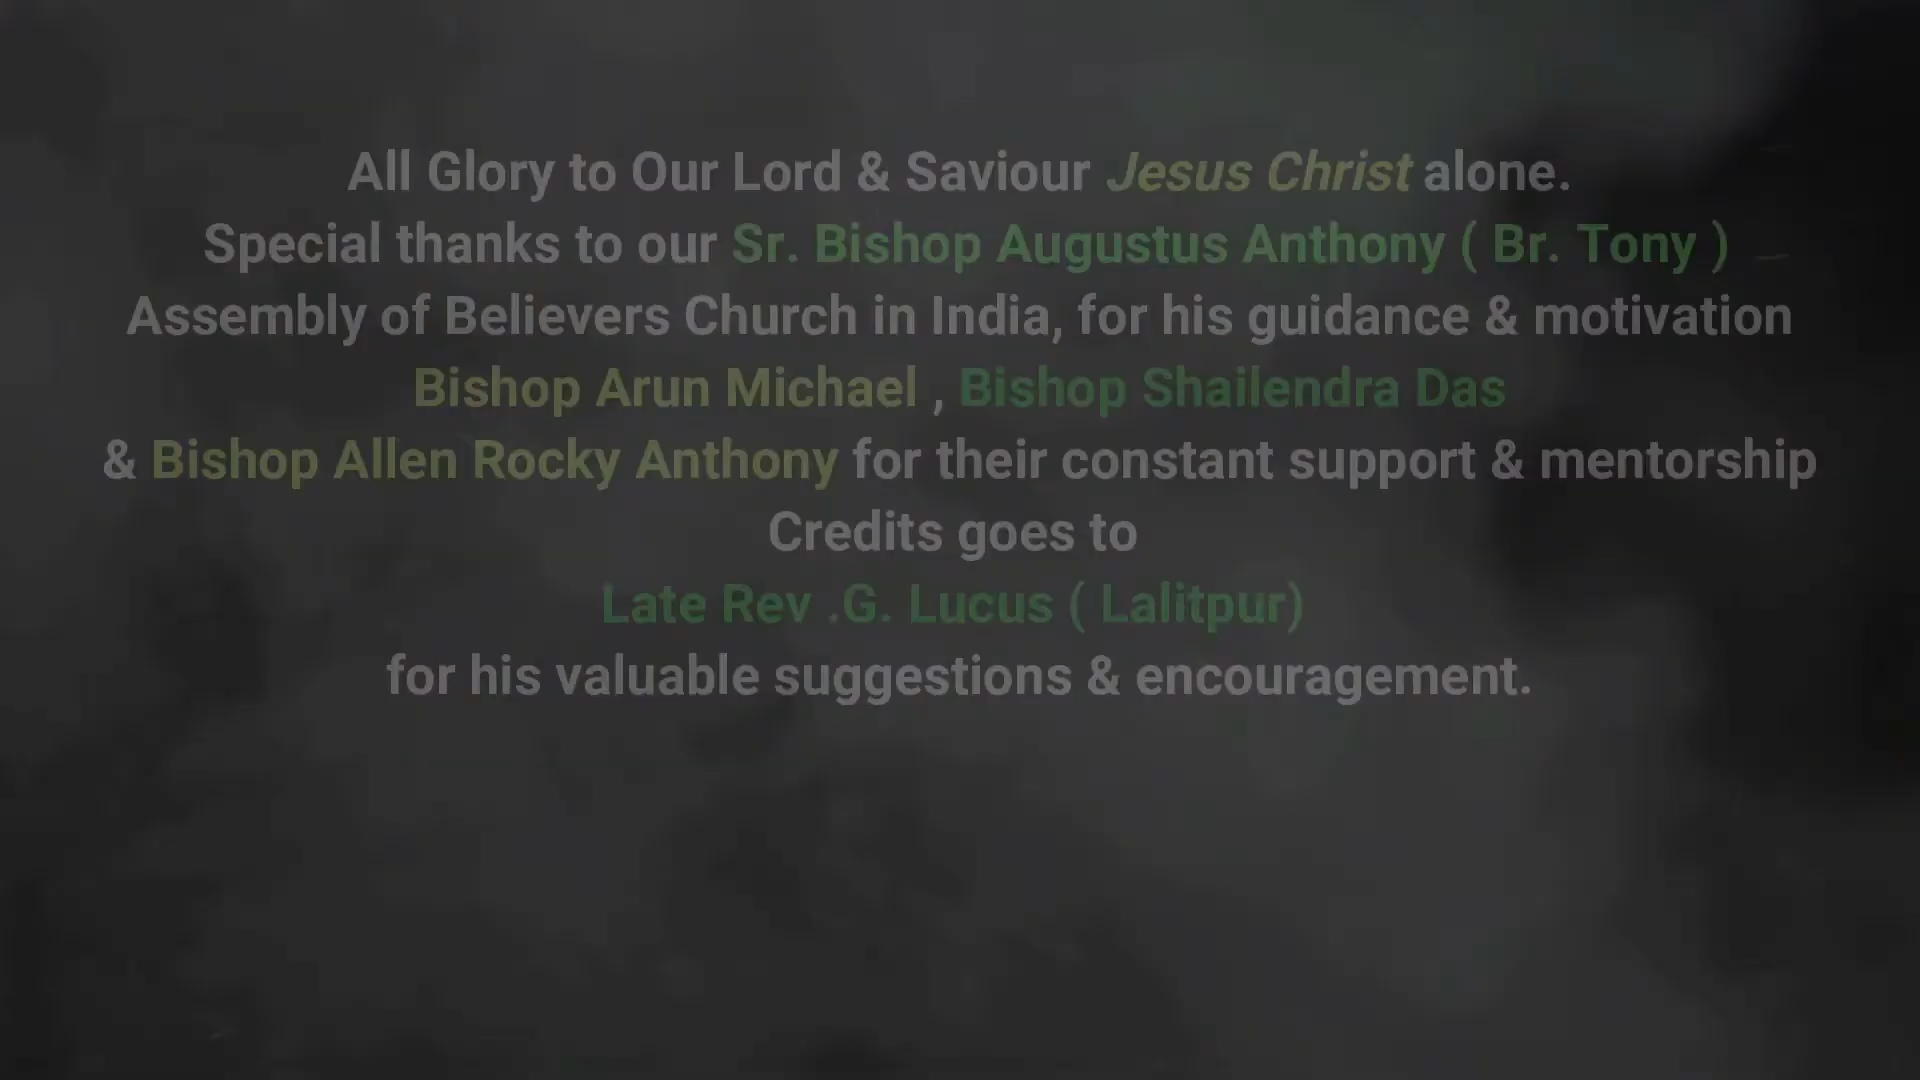 All Glory to Our Lord & Saviour Jesus Christ alone.
Special thanks to our Sr. Bishop Augustus Anthony ( Br. Tony )
Assembly of Believers Church in India, for his guidance & motivation
Bishop Arun Michael , Bishop Shailendra Das
& Bishop Allen Rocky Anthony for their constant support & mentorship
Credits goes to
Late Rev .G. Lucus ( Lalitpur)
for his valuable suggestions & encouragement.